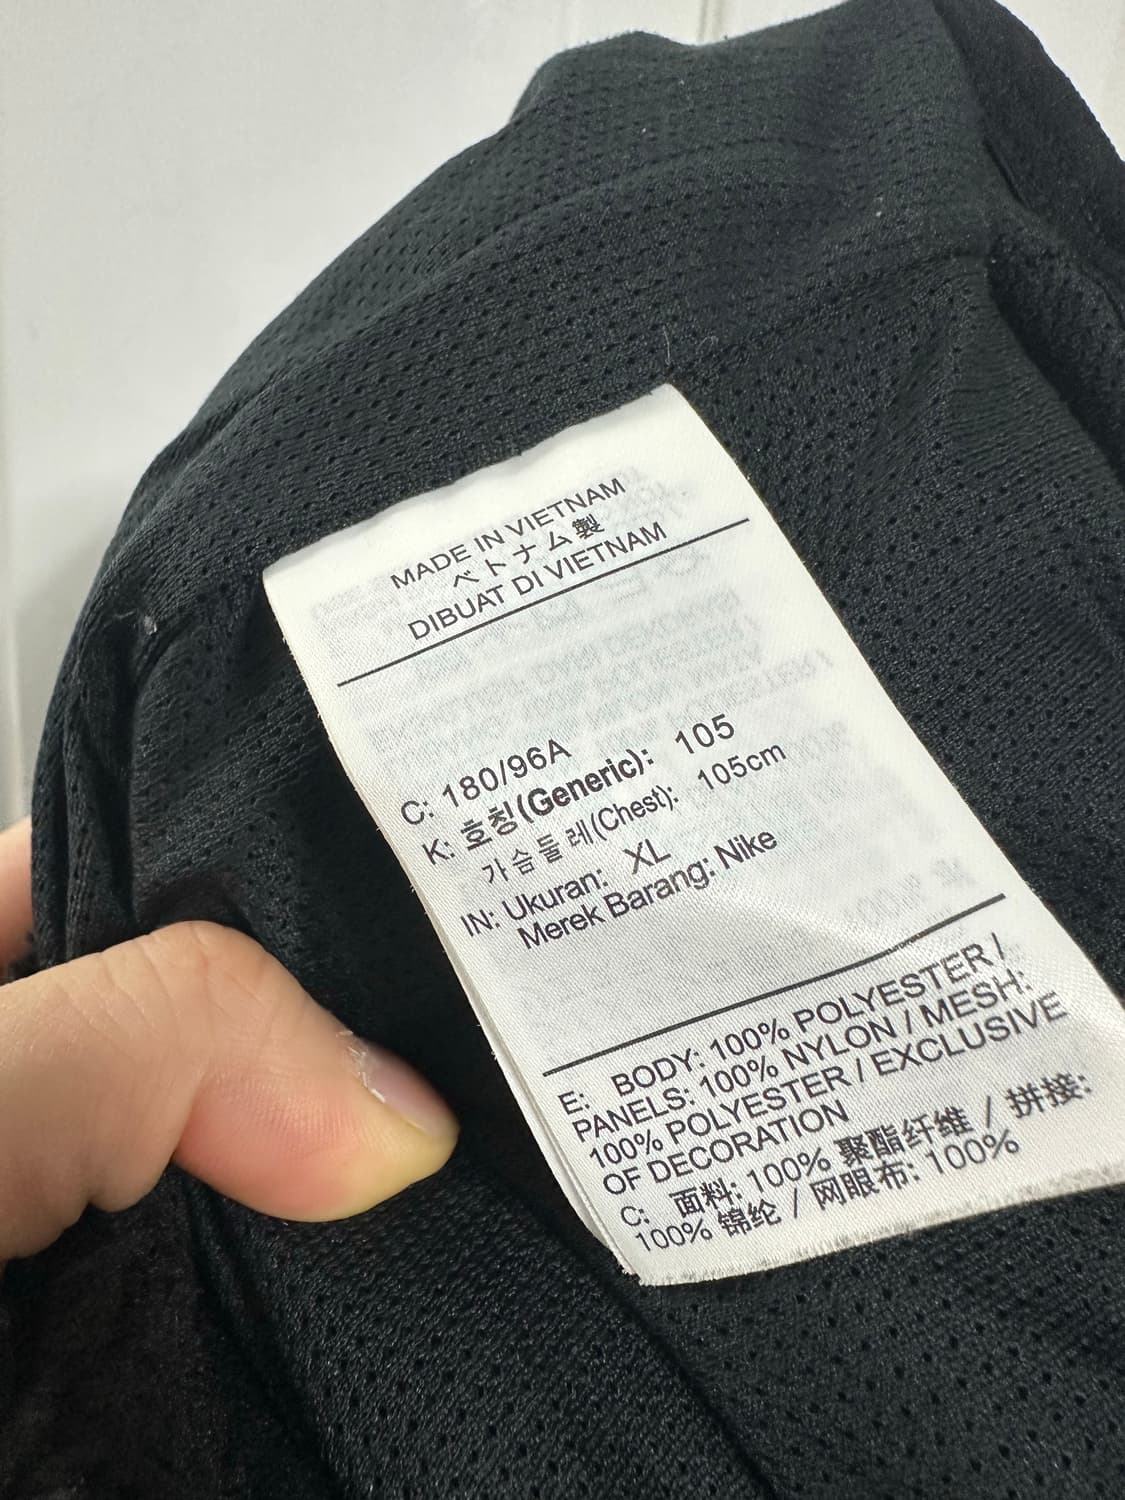 MADE IN VIETNAM
ベトナム製
DIBUAT DI VIETNAM
C: 180/96A
K: 호칭(Generic): 105
가슴둘레(Chest): 105cm
IN: Ukuran: XL
Merek Barang: Nike
E: BODY: 100% POLYESTER /
PANELS: 100% NYLON / MESH:
100% POLYESTER / EXCLUSIVE
OF DECORATION
C: 面料: 100% 聚酯纤维 / 拼接:
100% 锦纶 / 网眼布: 100%